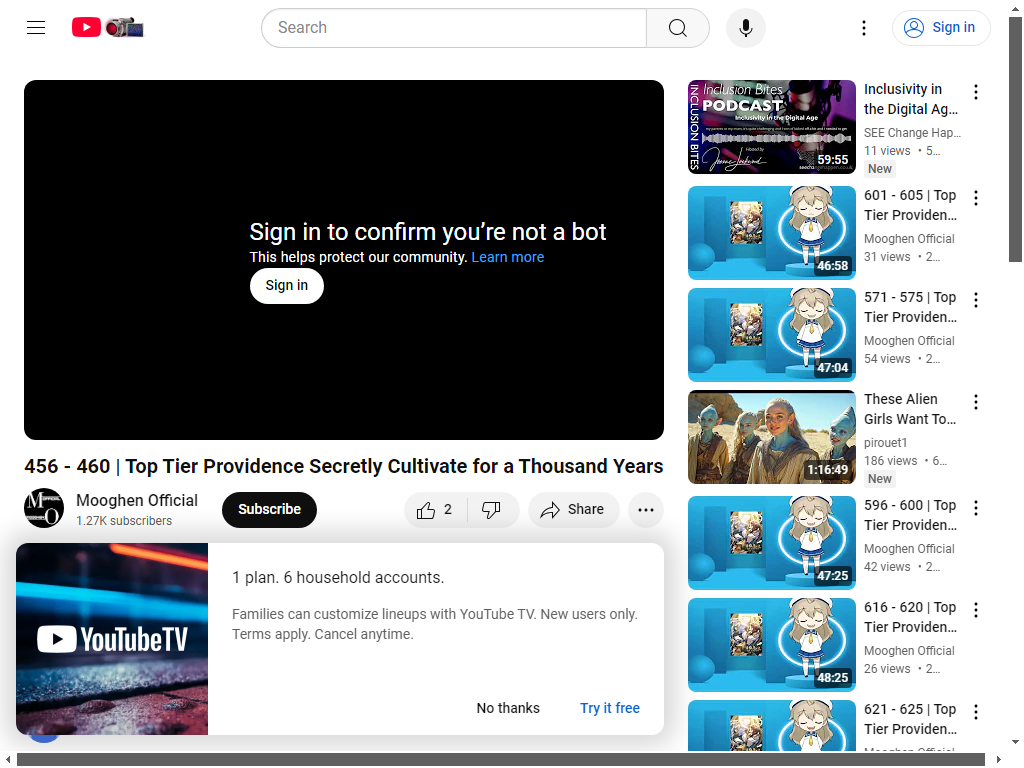 Search
Sign in
Sign in to confirm you're not a bot
This helps protect our community. Learn more
Sign in
456 - 460 | Top Tier Providence Secretly Cultivate for a Thousand Years
Mooghen Official
1.27K subscribers
Subscribe
2
Share
YouTubeTV
1 plan. 6 household accounts.
Families can customize lineups with YouTube TV. New users only.
Terms apply. Cancel anytime.
No thanks
Try it free
INCLUSION BITES
Inclusion Bites
PODCAST
Inclusivity in the Digital Age
Hosted by
seechangehappen.co.uk
59:55
Inclusivity in
the Digital Ag...
SEE Change Hap...
11 views • 5...
New
46:58
601 - 605 | Top
Tier Providen...
Mooghen Official
31 views • 2...
47:04
571 - 575 | Top
Tier Providen...
Mooghen Official
54 views • 2...
1:16:49
These Alien
Girls Want To...
pirouet1
186 views • 6...
New
47:25
596 - 600 | Top
Tier Providen...
Mooghen Official
42 views • 2...
48:25
616 - 620 | Top
Tier Providen...
Mooghen Official
26 views • 2...
621 - 625 | Top
Tier Providen...